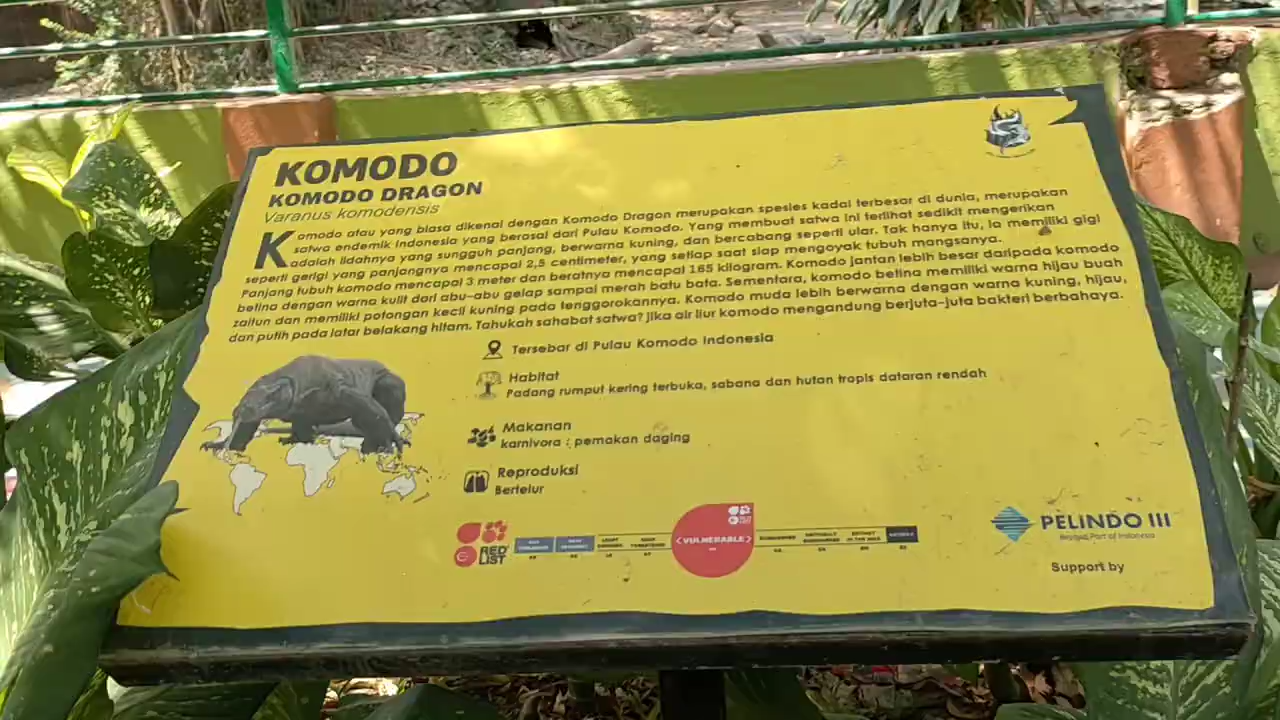 KOMODO
KOMODO DRAGON
Varanus komodensis
Komodo atau yang biasa dikenal dengan Komodo Dragon merupakan spesies kadal terbesar di dunia, merupakan
satwa endemik Indonesia yang berasal dari Pulau Komodo. Yang membuat satwa ini terlihat sedikit mengerikan
adalah lidahnya yang sungguh panjang, berwarna kuning, dan bercabang seperti ular. Tak hanya itu, Ia memiliki gigi
seperti gerigi yang panjangnya mencapai 2,5 centimeter, yang setiap saat siap mengoyak tubuh mangsanya.
Panjang tubuh komodo mencapai 3 meter dan beratnya mencapai 165 kilogram. Komodo jantan lebih besar daripada komodo
betina dengan warna kulit dari abu-abu gelap sampai merah batu bata. Sementara, komodo betina memiliki warna hijau buah
zaitun dan memiliki potongan kecil kuning pada tenggorokannya. Komodo muda lebih berwarna dengan warna kuning, hijau,
dan putih pada latar belakang hitam. Tahukah sahabat satwa? jika air liur komodo mengandung berjuta-juta bakteri berbahaya.
Tersebar di Pulau Komodo Indonesia
Habitat
Padang rumput kering terbuka, sabana dan hutan tropis dataran rendah
Makanan
karnivora : pemakan daging
Reproduksi
Bertelur
RED
LIST
< VULNERABLE >
PELINDO III
Support by